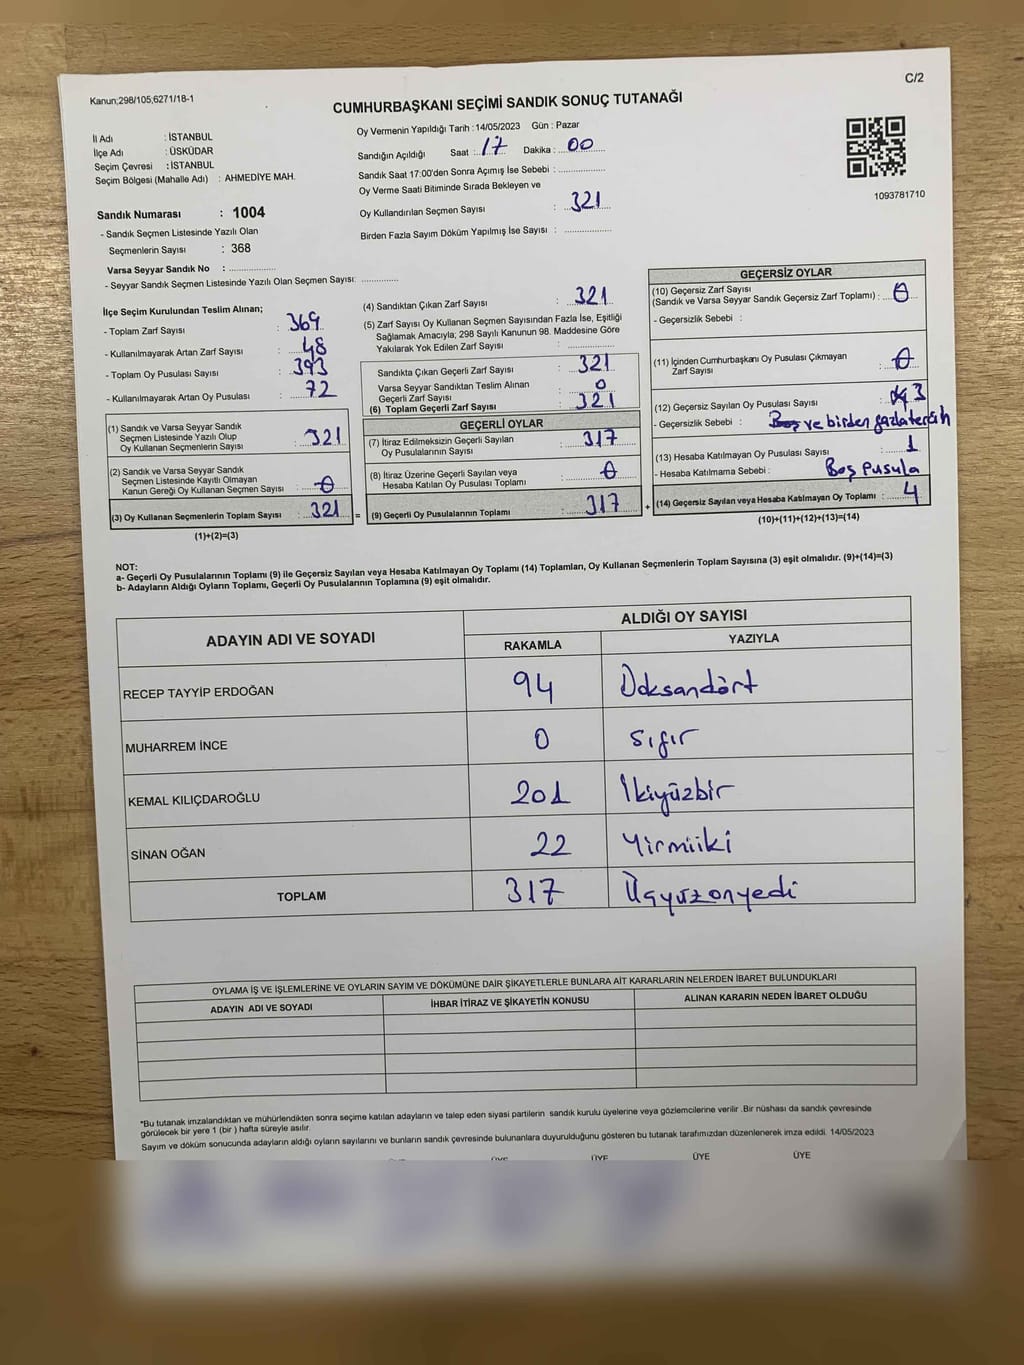 C/2
Kanun;298/105,6271/18-1
CUMHURBAŞKANI SEÇİMİ SANDIK SONUÇ TUTANAĞI
İl Adı : İSTANBUL
İlçe Adı : ÜSKÜDAR
Seçim Çevresi : İSTANBUL
Seçim Bölgesi (Mahalle Adı) : AHMEDİYE MAH.
Sandık Numarası : 1004
- Sandık Seçmen Listesinde Yazılı Olan
Seçmenlerin Sayısı : 368
Varsa Seyyar Sandık No : ....................
- Seyyar Sandık Seçmen Listesinde Yazılı Olan Seçmen Sayısı: ...............
Oy Vermenin Yapıldığı Tarih : 14/05/2023 Gün : Pazar
Sandığın Açıldığı Saat : 17 Dakika : 00
Sandık Saat 17:00'den Sonra Açımış İse Sebebi : ...................
Oy Verme Saati Bitiminde Sırada Bekleyen ve
Oy Kullandırılan Seçmen Sayısı : 321
Birden Fazla Sayım Döküm Yapılmış İse Sayısı : ...................
1093781710
İlçe Seçim Kurulundan Teslim Alınan;
- Toplam Zarf Sayısı : 369
- Kullanılmayarak Artan Zarf Sayısı : 48
- Toplam Oy Pusulası Sayısı : 393
- Kullanılmayarak Artan Oy Pusulası : 72
(1) Sandık ve Varsa Seyyar Sandık
Seçmen Listesinde Yazılı Olup
Oy Kullanan Seçmenlerin Sayısı : 321
(2) Sandık ve Varsa Seyyar Sandık
Seçmen Listesinde Kayıtlı Olmayan
Kanun Gereği Oy Kullanan Seçmen Sayısı : 0
(3) Oy Kullanan Seçmenlerin Toplam Sayısı : 321 =
(1)+(2)=(3)
(4) Sandıktan Çıkan Zarf Sayısı : 321
(5) Zarf Sayısı Oy Kullanan Seçmen Sayısından Fazla İse, Eşitliği
Sağlamak Amacıyla; 298 Sayılı Kanunun 98. Maddesine Göre
Yakılarak Yok Edilen Zarf Sayısı : ...................
Sandıkta Çıkan Geçerli Zarf Sayısı : 321
Varsa Seyyar Sandıktan Teslim Alınan
Geçerli Zarf Sayısı : 0
(6) Toplam Geçerli Zarf Sayısı : 321
GEÇERLİ OYLAR
(7) İtiraz Edilmeksizin Geçerli Sayılan
Oy Pusulalarının Sayısı : 317
(8) İtiraz Üzerine Geçerli Sayılan veya
Hesaba Katılan Oy Pusulası Toplamı : 0
(9) Geçerli Oy Pusulalarının Toplamı : 317 +
GEÇERSİZ OYLAR
(10) Geçersiz Zarf Sayısı
(Sandık ve Varsa Seyyar Sandık Geçersiz Zarf Toplamı) : 0
- Geçersizlik Sebebi :
(11) İçinden Cumhurbaşkanı Oy Pusulası Çıkmayan
Zarf Sayısı : 0
(12) Geçersiz Sayılan Oy Pusulası Sayısı : 3
- Geçersizlik Sebebi : Boş ve birden fazla tercih
(13) Hesaba Katılmayan Oy Pusulası Sayısı : 1
- Hesaba Katılmama Sebebi : Boş Pusula
(14) Geçersiz Sayılan veya Hesaba Katılmayan Oy Toplamı : 4
(10)+(11)+(12)+(13)=(14)
NOT:
a- Geçerli Oy Pusulalarının Toplamı (9) ile Geçersiz Sayılan veya Hesaba Katılmayan Oy Toplamı (14) Toplamları, Oy Kullanan Seçmenlerin Toplam Sayısına (3) eşit olmalıdır. (9)+(14)=(3)
b- Adayların Aldığı Oyların Toplamı, Geçerli Oy Pusulalarının Toplamına (9) eşit olmalıdır.
ADAYIN ADI VE SOYADI
ALDIĞI OY SAYISI
RAKAMLA YAZIYLA
RECEP TAYYİP ERDOĞAN 94 Doksandört
MUHARREM İNCE 0 sıfır
KEMAL KILIÇDAROĞLU 201 İkiyüzbir
SİNAN OĞAN 22 Yirmiiki
TOPLAM 317 Üçyüzonyedi
OYLAMA İŞ VE İŞLEMLERİNE VE OYLARIN SAYIM VE DÖKÜMÜNE DAİR ŞİKAYETLERLE BUNLARA AİT KARARLARIN NELERDEN İBARET BULUNDUKLARI
ADAYIN ADI VE SOYADI İHBAR İTİRAZ VE ŞİKAYETİN KONUSU ALINAN KARARIN NEDEN İBARET OLDUĞU
*Bu tutanak imzalandıktan ve mühürlendikten sonra seçime katılan adayların ve talep eden siyasi partilerin sandık kurulu üyelerine veya gözlemcilerine verilir .Bir nüshası da sandık çevresinde
görülecek bir yere 1 (bir ) hafta süreyle asılır.
Sayım ve döküm sonucunda adayların aldığı oyların sayılarını ve bunların sandık çevresinde bulunanlara duyurulduğunu gösteren bu tutanak tarafımızdan düzenlenerek imza edildi. 14/05/2023
ÜYE ÜYE ÜYE